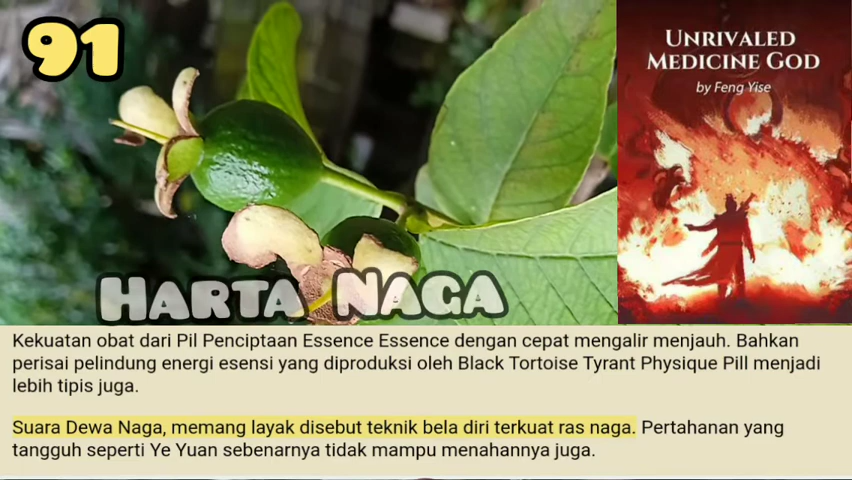 91
UNRIVALED
MEDICINE GOD
by Feng Yise
HARTA NAGA
Kekuatan obat dari Pil Penciptaan Essence Essence dengan cepat mengalir menjauh. Bahkan
perisai pelindung energi esensi yang diproduksi oleh Black Tortoise Tyrant Physique Pill menjadi
lebih tipis juga.
Suara Dewa Naga, memang layak disebut teknik bela diri terkuat ras naga. Pertahanan yang
tangguh seperti Ye Yuan sebenarnya tidak mampu menahannya juga.